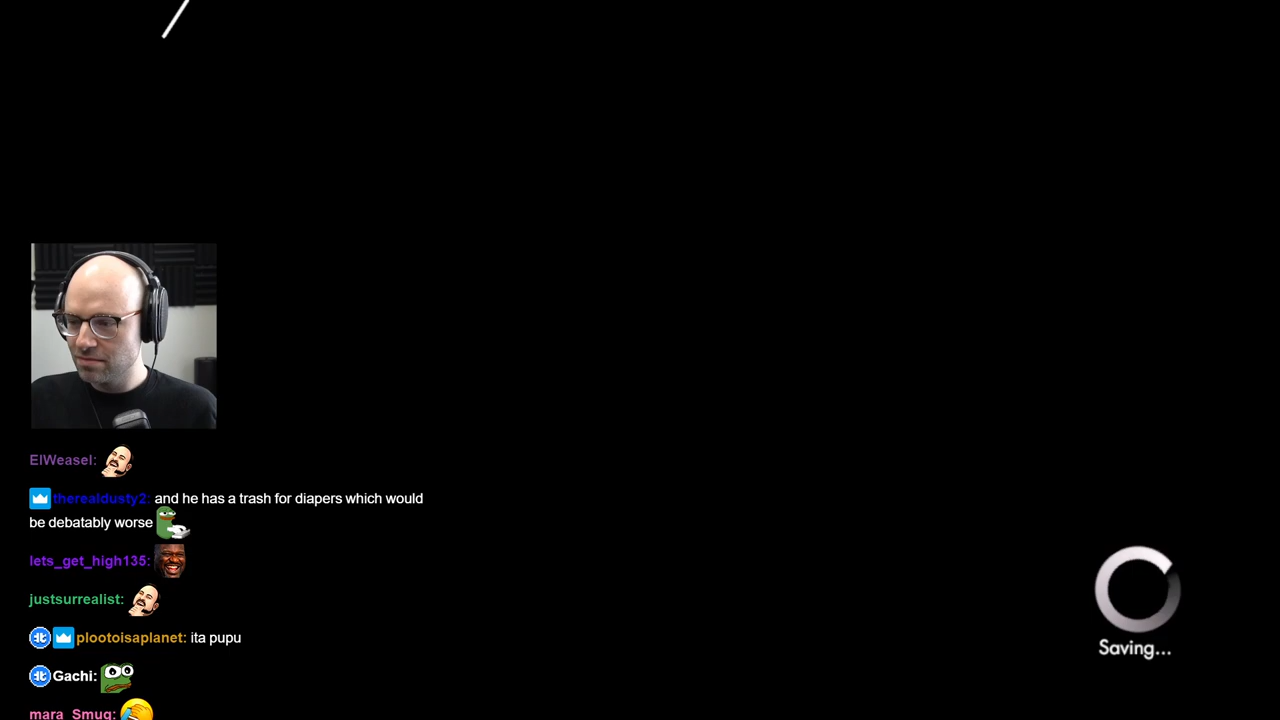 ElWeasel:
therealdusty2: and he has a trash for diapers which would
be debatably worse
lets_get_high135:
justsurrealist:
plootoisaplanet: ita pupu
Gachi:
mara_Smug:
Saving...